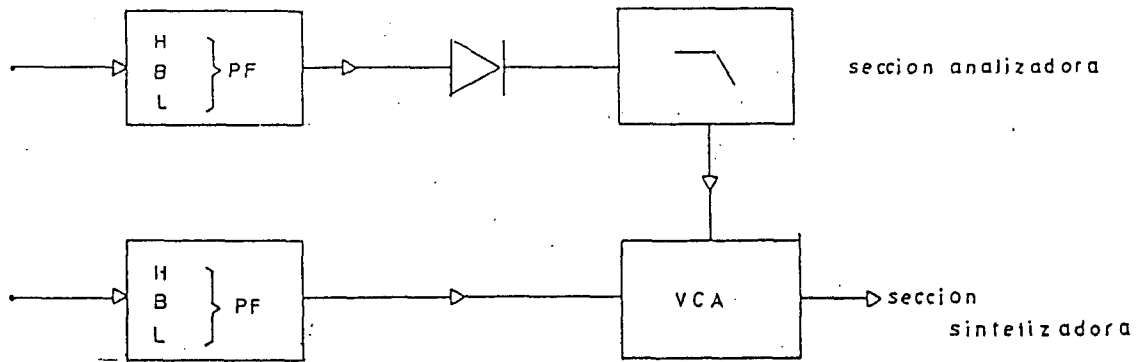 H
B } PF
L
seccion analizadora
H
B } PF
L
VCA
seccion
sintetizadora